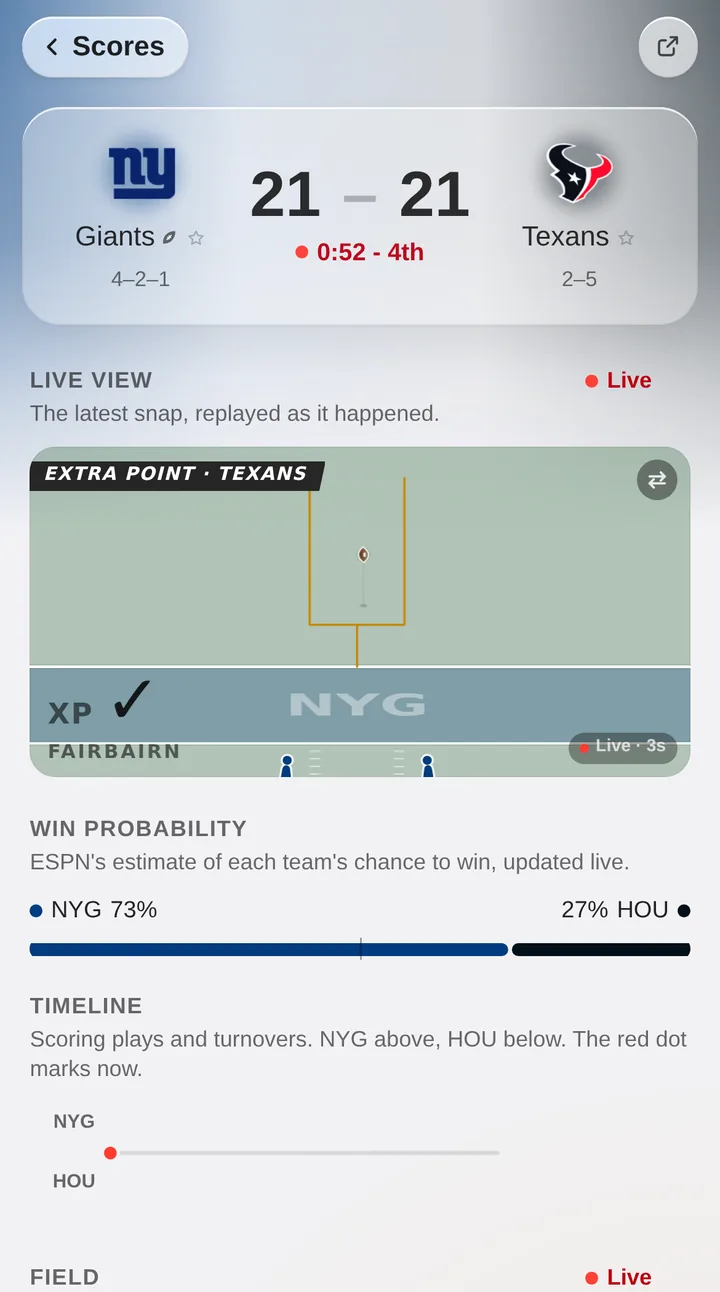 Scores
ny
Giants
4–2–1
21 – 21
0:52 - 4th
Texans
2–5
LIVE VIEW
Live
The latest snap, replayed as it happened.
EXTRA POINT · TEXANS
NYG
XP ✓
FAIRBAIRN
Live · 3s
WIN PROBABILITY
ESPN's estimate of each team's chance to win, updated live.
NYG 73%
27% HOU
TIMELINE
Scoring plays and turnovers. NYG above, HOU below. The red dot
marks now.
NYG
HOU
FIELD
Live